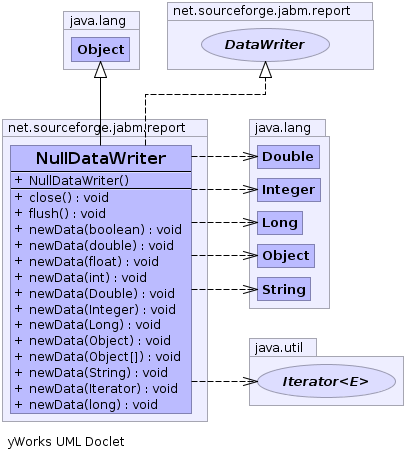 java.lang
Object
net.sourceforge.jabm.report
DataWriter
net.sourceforge.jabm.report
NullDataWriter
+ NullDataWriter()
+ close() : void
+ flush() : void
+ newData(boolean) : void
+ newData(double) : void
+ newData(float) : void
+ newData(int) : void
+ newData(Double) : void
+ newData(Integer) : void
+ newData(Long) : void
+ newData(Object) : void
+ newData(Object[]) : void
+ newData(String) : void
+ newData(Iterator) : void
+ newData(long) : void
java.lang
Double
Integer
Long
Object
String
java.util
Iterator<E>
yWorks UML Doclet